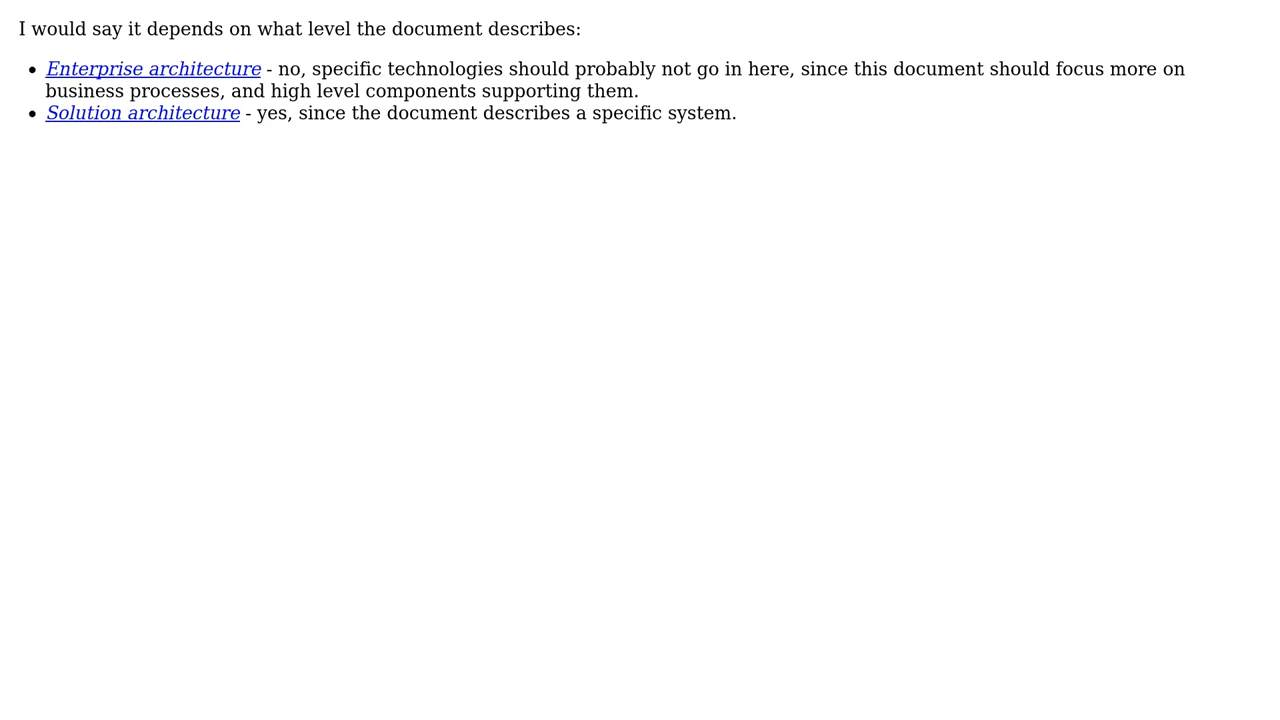 I would say it depends on what level the document describes:
• Enterprise architecture - no, specific technologies should probably not go in here, since this document should focus more on
business processes, and high level components supporting them.
• Solution architecture - yes, since the document describes a specific system.